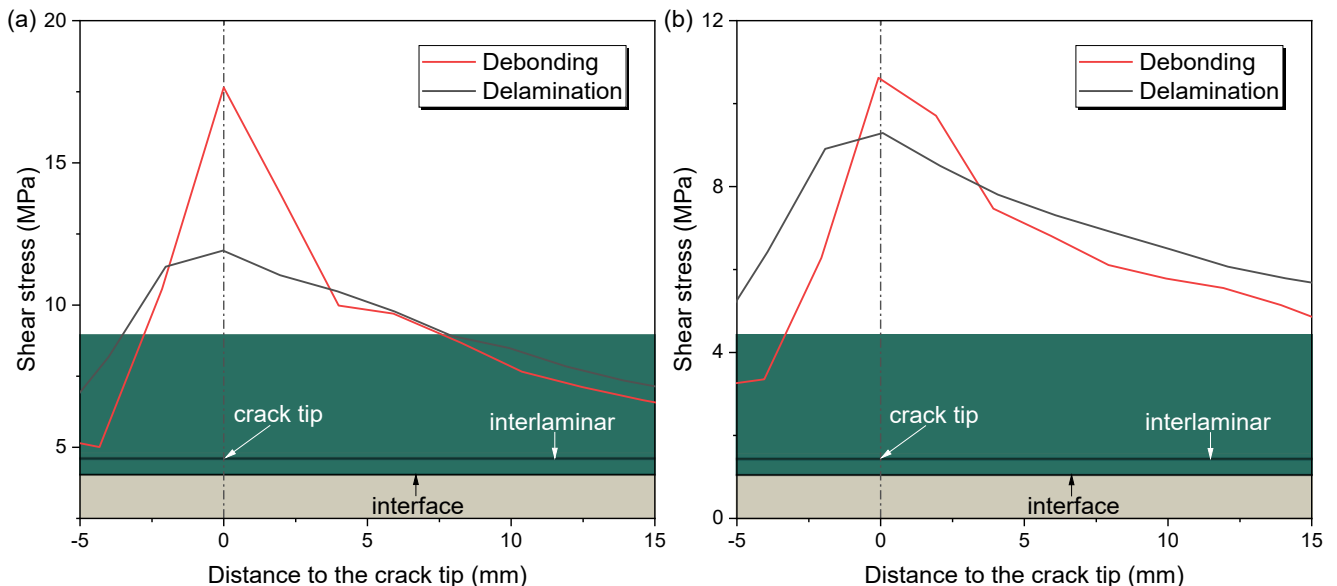 (a)
Shear stress (MPa)
20
15
10
5
Debonding
Delamination
crack tip
interlaminar
interface
-5 0 5 10 15
Distance to the crack tip (mm)
(b)
Shear stress (MPa)
12
8
4
0
Debonding
Delamination
crack tip
interlaminar
interface
-5 0 5 10 15
Distance to the crack tip (mm)